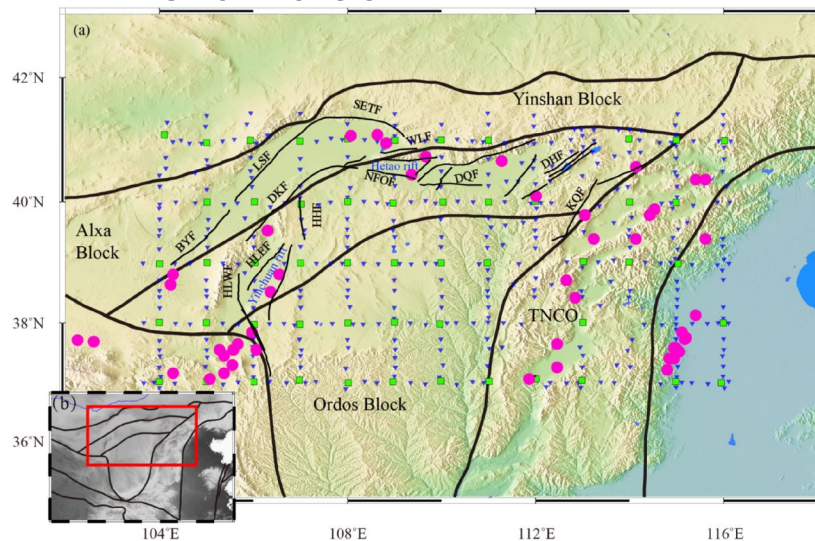 (a)
42°N
Yinshan Block
SETF
WLF
LSF
Hetao rift
DHF
NFOF
DQF
DKF
40°N
KQF
HHF
Alxa
Block
BYF
HLEF
HLWF
Yinchuan rift
38°N
TNCO
(b)
Ordos Block
36°N
104°E
108°E
112°E
116°E